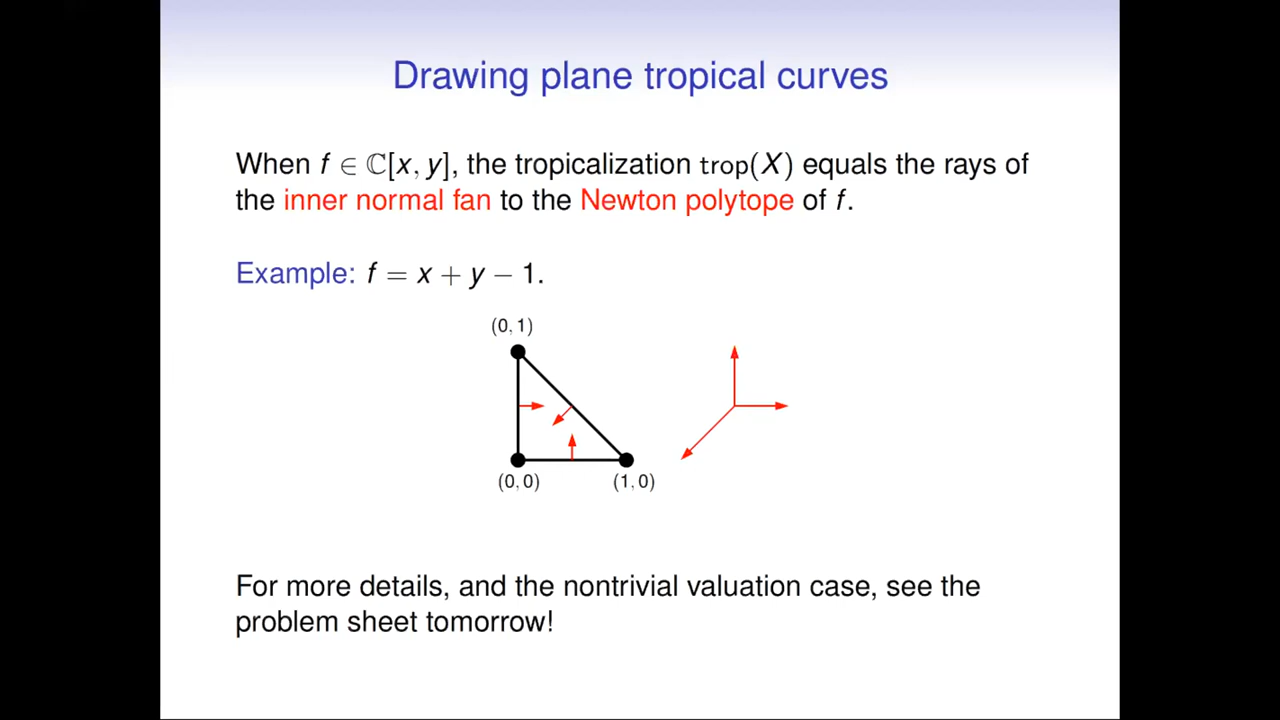 Drawing plane tropical curves
When f ∈ ℂ[x, y], the tropicalization trop(X) equals the rays of
the inner normal fan to the Newton polytope of f.
Example: f = x + y − 1.
(0, 1)
(0, 0)
(1, 0)
For more details, and the nontrivial valuation case, see the
problem sheet tomorrow!